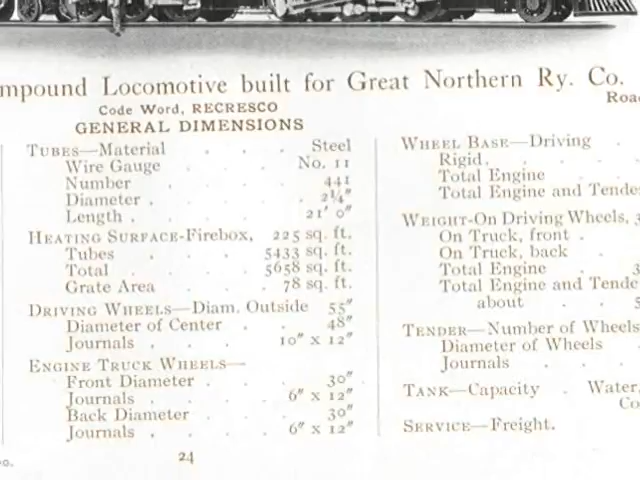 mpound Locomotive built for Great Northern Ry. Co.
Road
Code Word, RECRESCO
GENERAL DIMENSIONS
TUBES—Material . . . Steel
Wire Gauge . . . No. 11
Number . . . . 441
Diameter . . . . 2¼"
Length . . . . 21' 0"
HEATING SURFACE-Firebox, 225 sq. ft.
Tubes . . . 5433 sq. ft.
Total . . . 5658 sq. ft.
Grate Area . . . 78 sq. ft.
DRIVING WHEELS—Diam. Outside 55"
Diameter of Center . . 48"
Journals . . . 10" X 12"
ENGINE TRUCK WHEELS—
Front Diameter . . . 30"
Journals . . . 6" X 12"
Back Diameter . . . 30"
Journals . . . 6" X 12"
24
WHEEL BASE—Driving .
Rigid. . . .
Total Engine . .
Total Engine and Tende
WEIGHT-On Driving Wheels, 3
On Truck, front . .
On Truck, back . .
Total Engine . 3
Total Engine and Tende
about . . 5
TENDER—Number of Wheels
Diameter of Wheels .
Journals . . .
TANK—Capacity . Water,
Co
SERVICE—Freight.